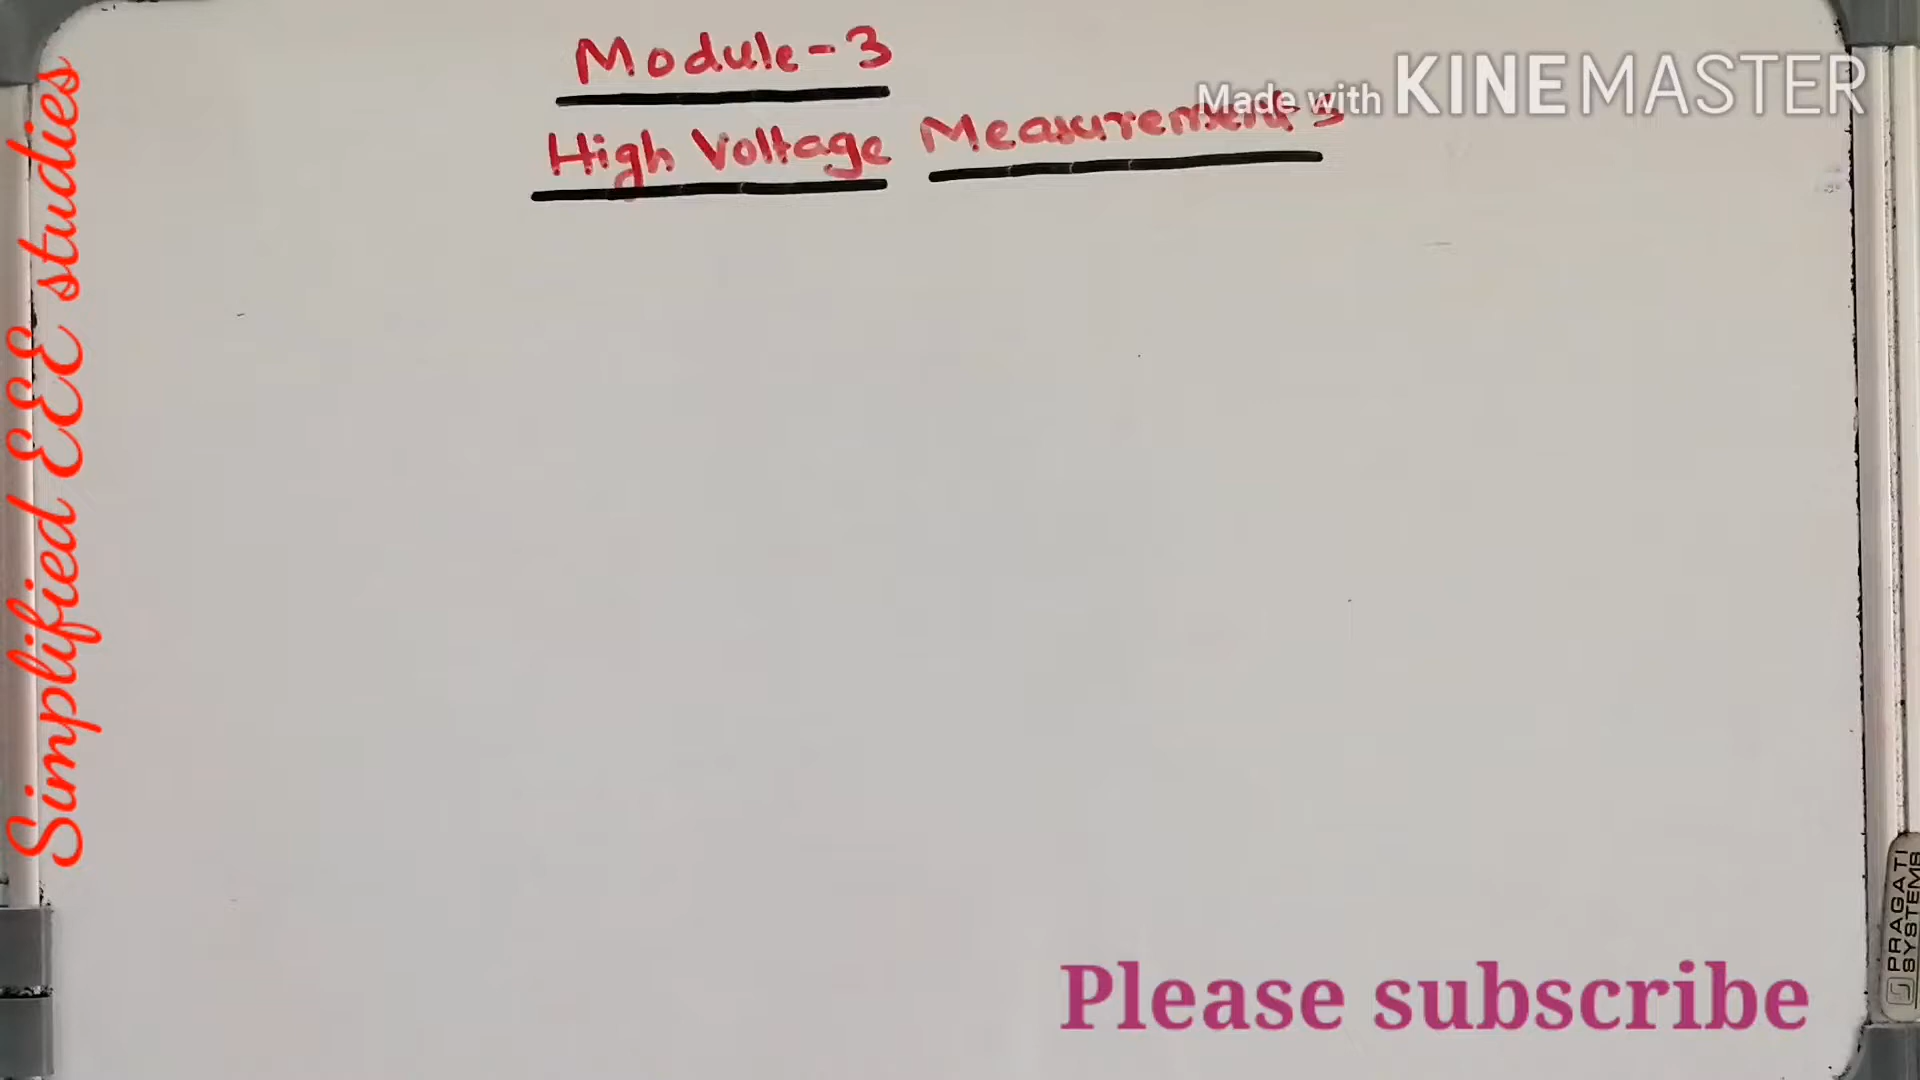 Module-3
Made with KINEMASTER
High Voltage Measurements
Simplified EEE studies
PRAGATI
SYSTEMS
Please subscribe